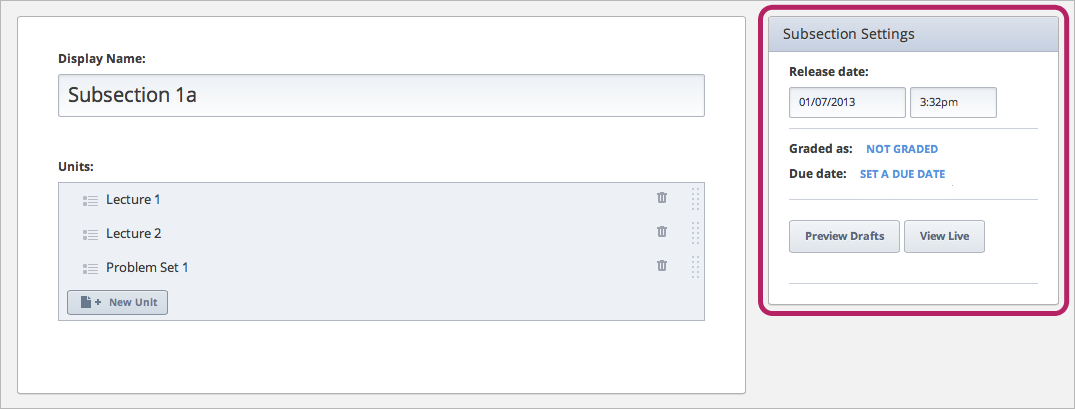 Display Name:
Subsection 1a
Units:
Lecture 1
Lecture 2
Problem Set 1
+ New Unit
Subsection Settings
Release date:
01/07/2013 3:32pm
Graded as: NOT GRADED
Due date: SET A DUE DATE
Preview Drafts View Live